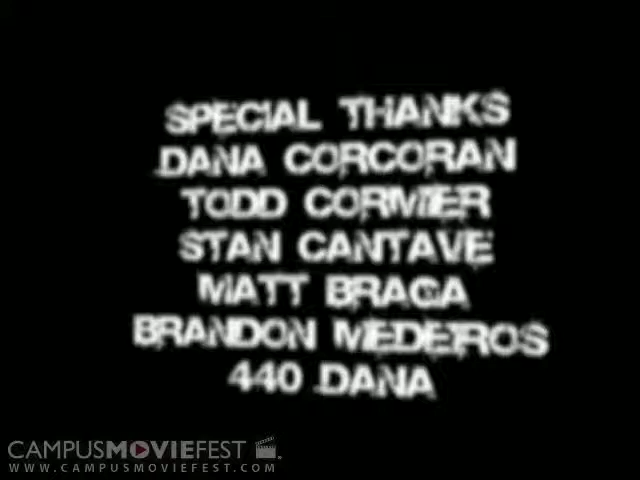 SPECIAL THANKS
DANA CORCORAN
TODD CORMIER
STAN CANTAVE
MATT BRAGA
BRANDON MEDEIROS
440 DANA
CAMPUSMOVIEFEST
WWW.CAMPUSMOVIEFEST.COM